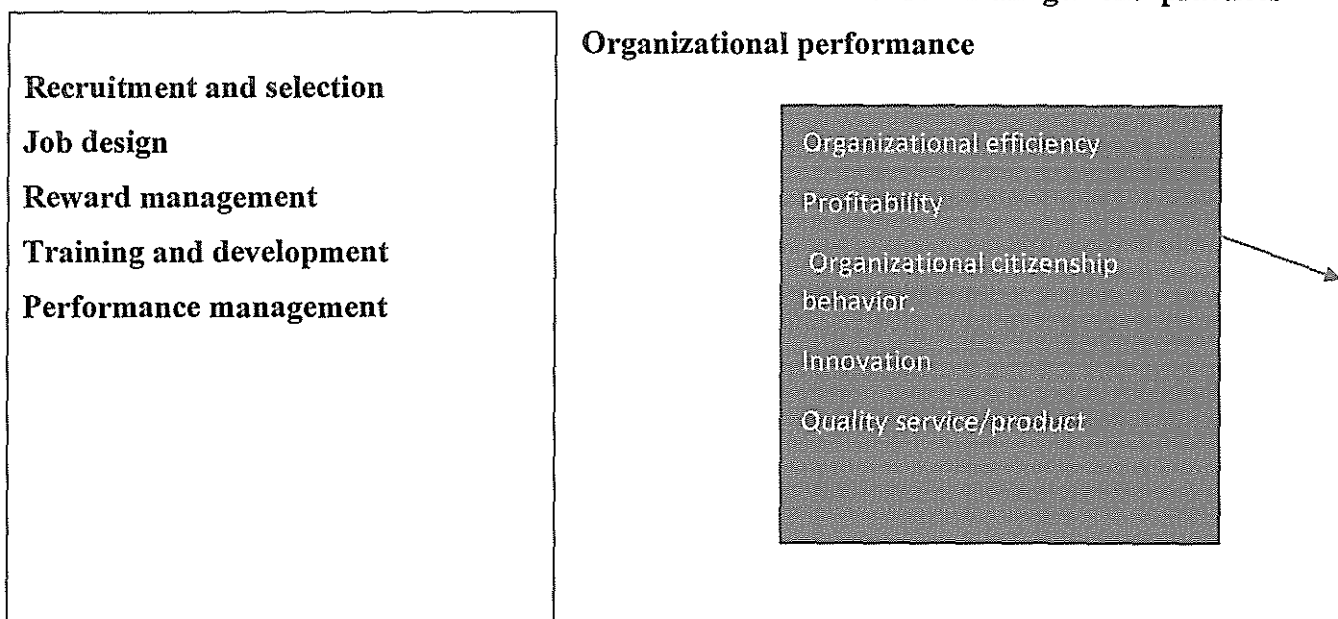 Organizational performance
Recruitment and selection
Job design
Reward management
Training and development
Performance management
Organizational efficiency
Profitability
Organizational citizenship
behavior.
Innovation
Quality service/product